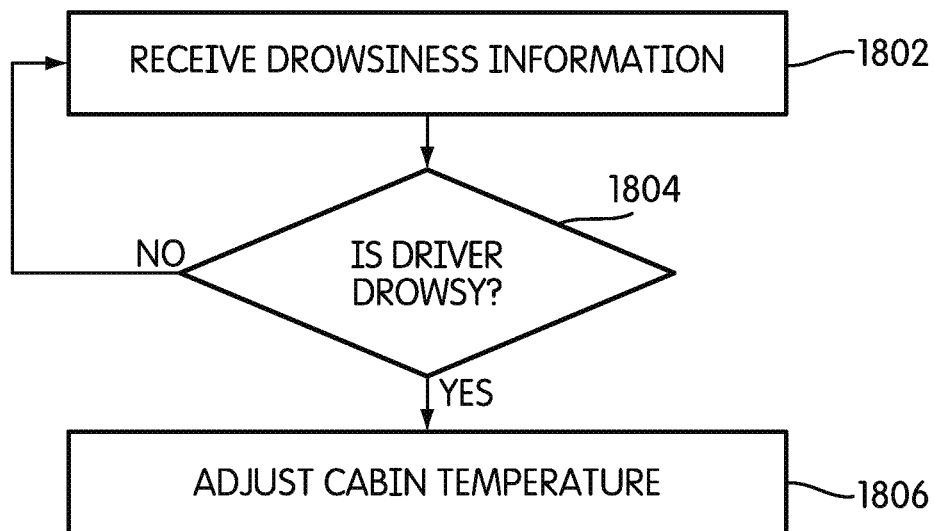 RECEIVE DROWSINESS INFORMATION
1802
1804
IS DRIVER
DROWSY?
NO
YES
ADJUST CABIN TEMPERATURE
1806